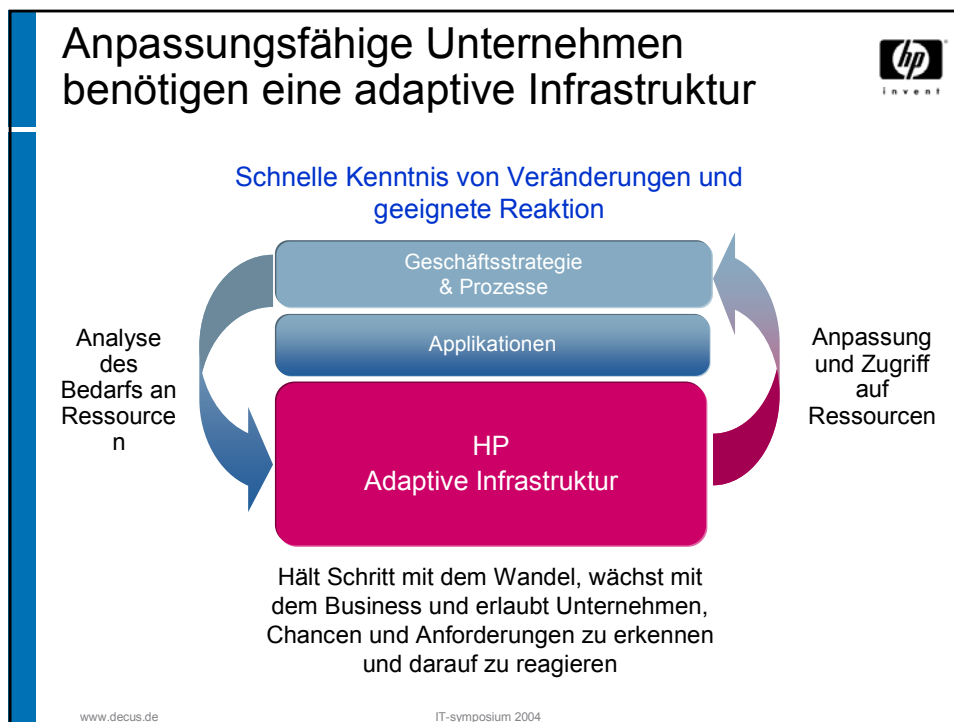 Anpassungsfähige Unternehmen
benötigen eine adaptive Infrastruktur
hp
invent
Schnelle Kenntnis von Veränderungen und
geeignete Reaktion
Geschäftsstrategie
& Prozesse
Applikationen
Analyse
des
Bedarfs an
Ressource
n
HP
Adaptive Infrastruktur
Anpassung
und Zugriff
auf
Ressourcen
Hält Schritt mit dem Wandel, wächst mit
dem Business und erlaubt Unternehmen,
Chancen und Anforderungen zu erkennen
und darauf zu reagieren
www.decus.de
IT-symposium 2004